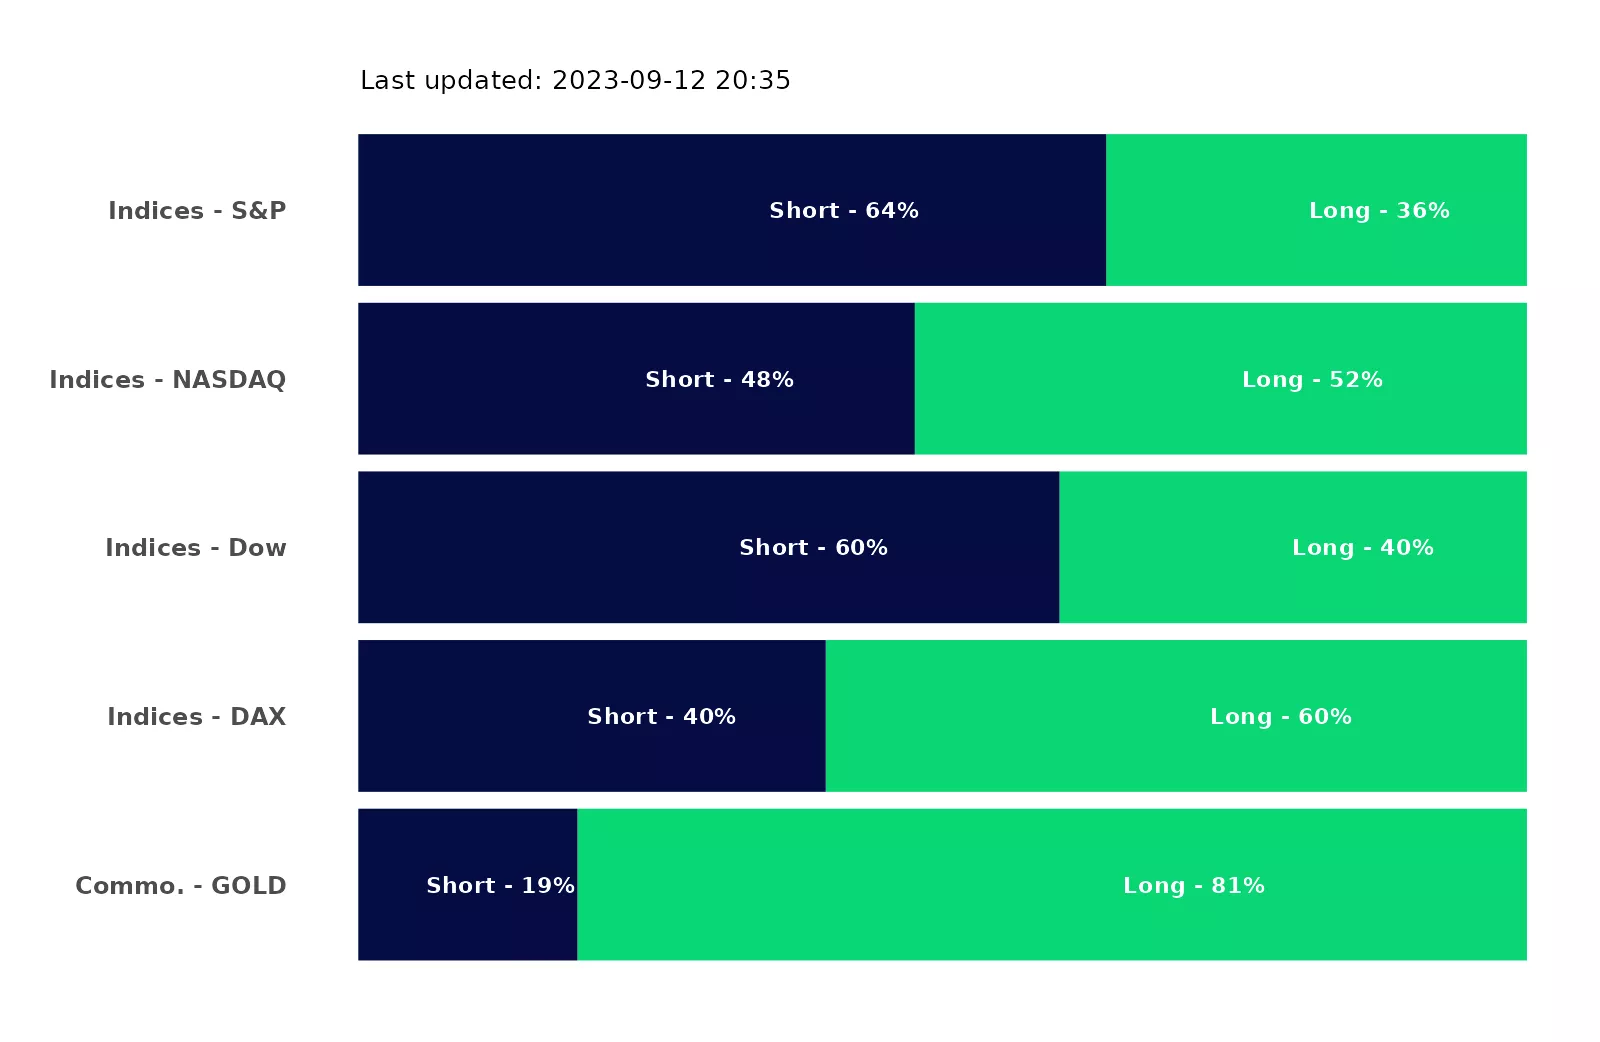 Last updated: 2023-09-12 20:35
Indices - S&P Short - 64% Long - 36%
Indices - NASDAQ Short - 48% Long - 52%
Indices - Dow Short - 60% Long - 40%
Indices - DAX Short - 40% Long - 60%
Commo. - GOLD Short - 19% Long - 81%